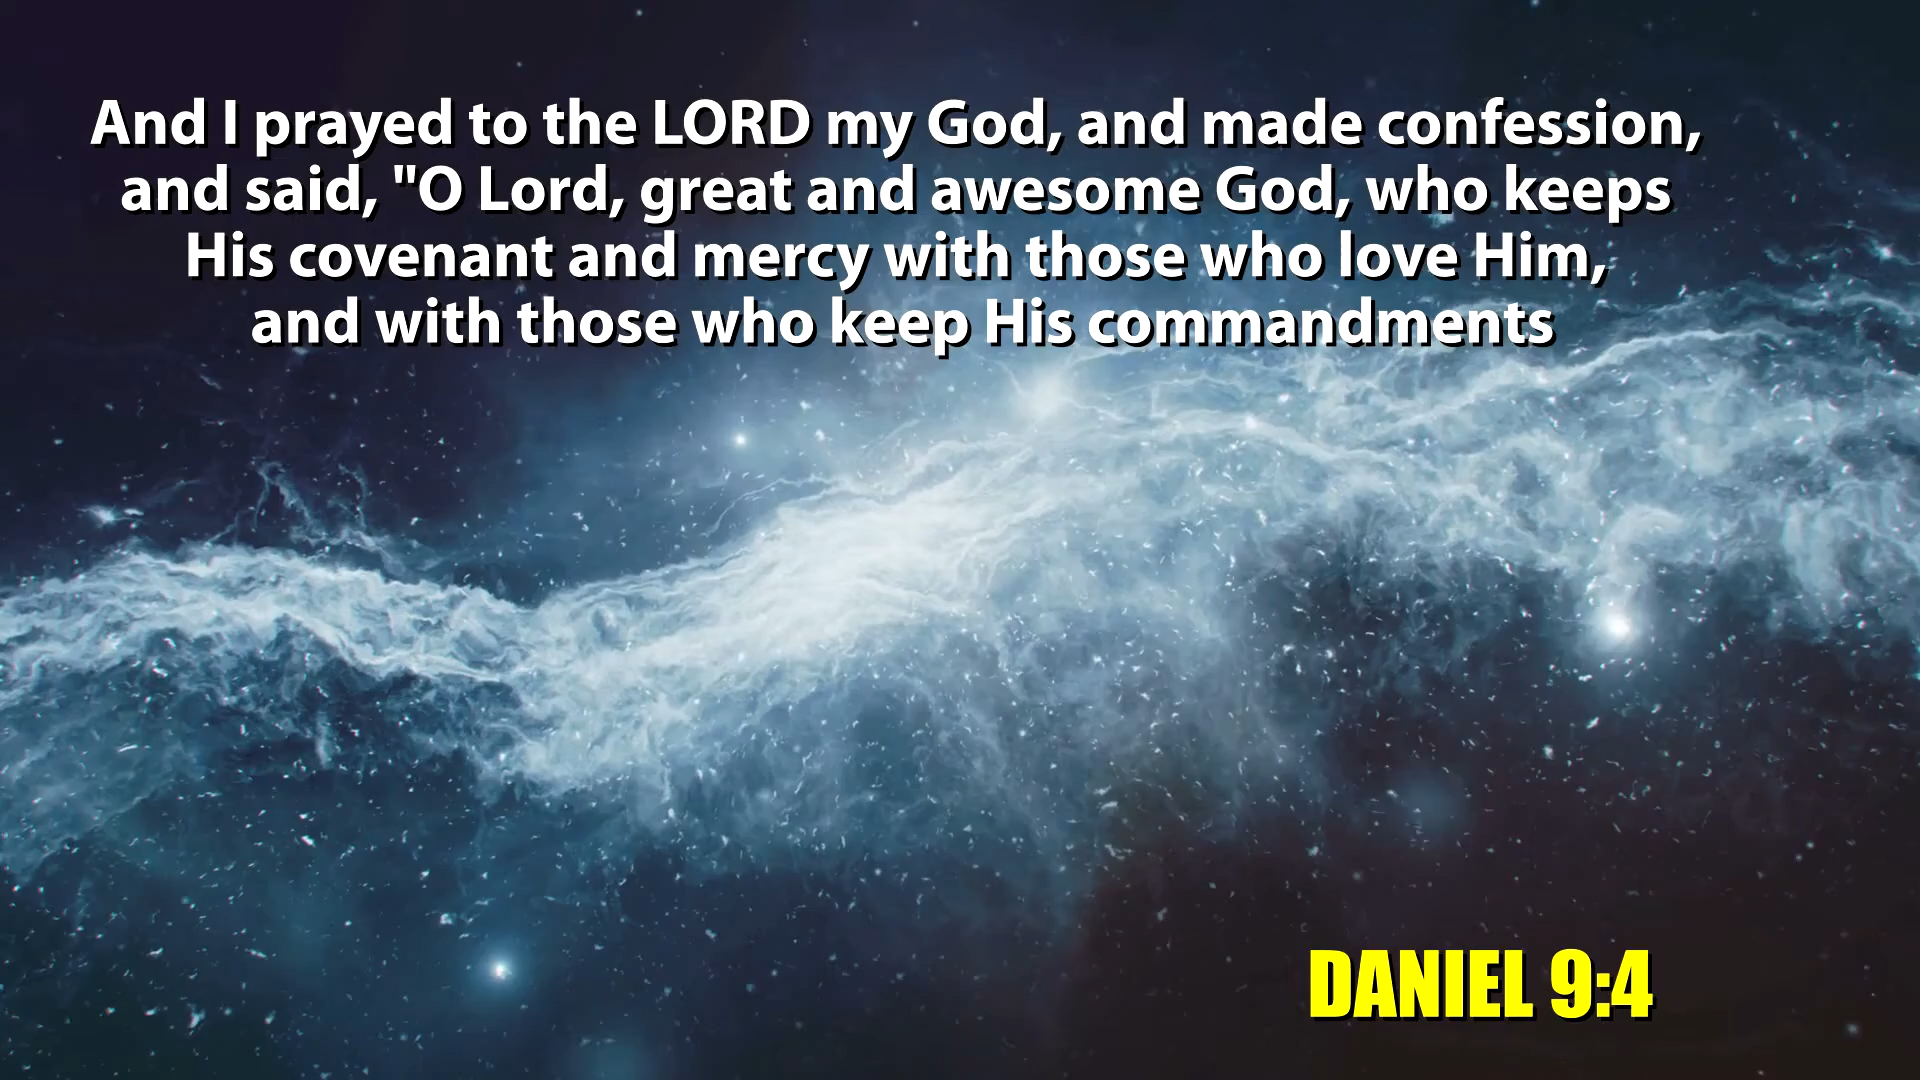 And I prayed to the LORD my God, and made confession,
and said, "O Lord, great and awesome God, who keeps
His covenant and mercy with those who love Him,
and with those who keep His commandments
DANIEL 9:4